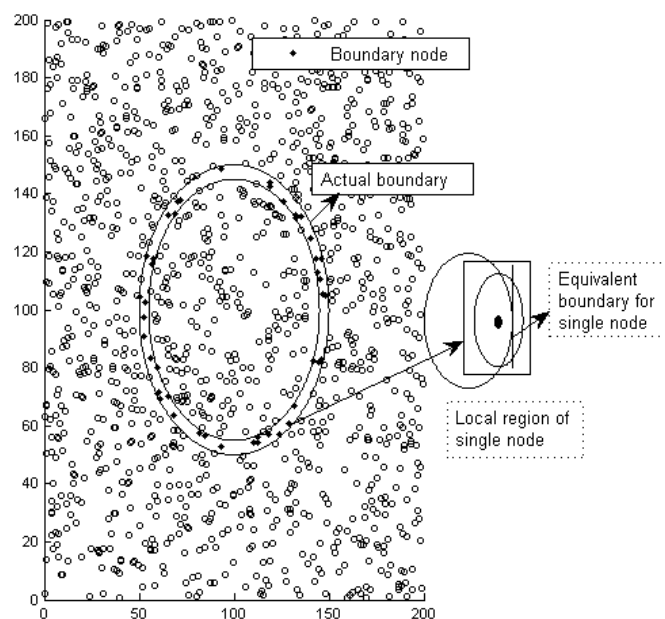 200
180
160
140
120
100
80
60
40
20
0
0
50
100
150
200
Boundary node
Actual boundary
Equivalent
boundary for
single node
Local region of
single node